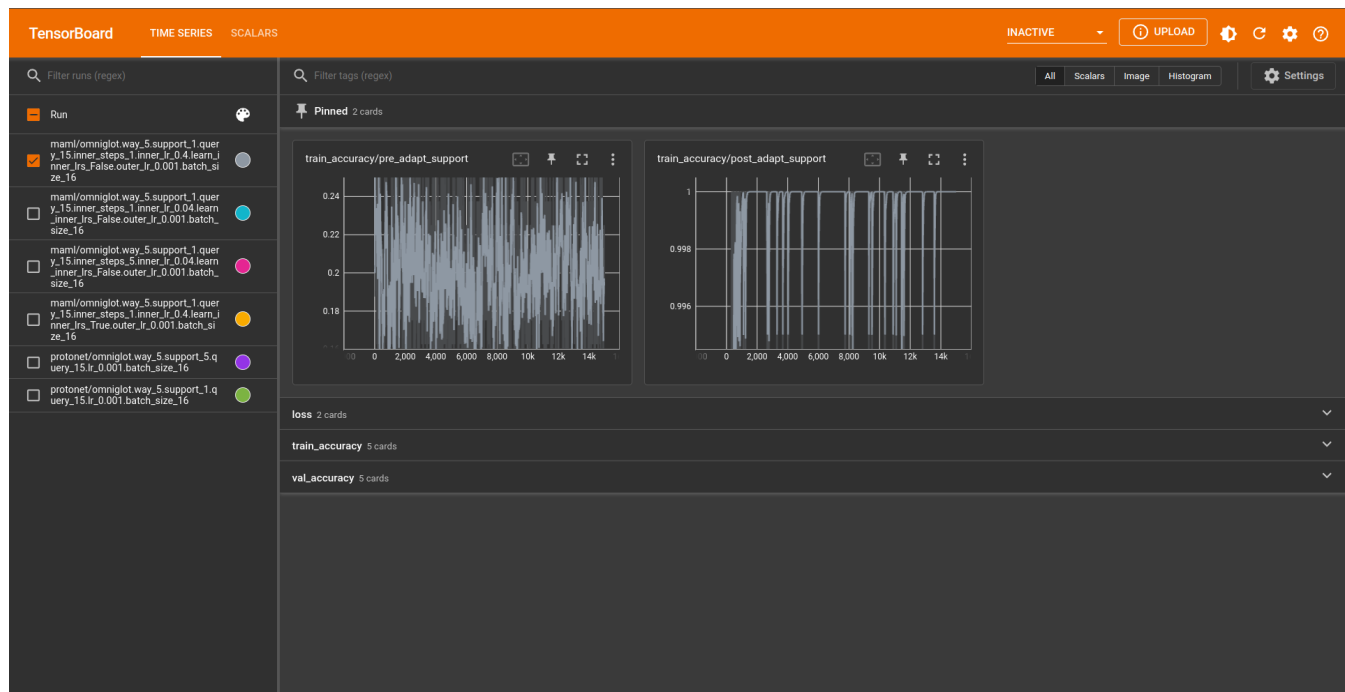 TensorBoard TIME SERIES SCALARS INACTIVE UPLOAD
Filter runs (regex)
Run
maml/omniglot.way_5.support_1.quer
y_15.inner_steps_1.inner_lr_0.4.learn_i
nner_lrs_False.outer_lr_0.001.batch_si
ze_16
maml/omniglot.way_5.support_1.quer
y_15.inner_steps_1.inner_lr_0.04.learn
_inner_lrs_False.outer_lr_0.001.batch_
size_16
maml/omniglot.way_5.support_1.quer
y_15.inner_steps_5.inner_lr_0.04.learn
_inner_lrs_False.outer_lr_0.001.batch_
size_16
maml/omniglot.way_5.support_1.quer
y_15.inner_steps_1.inner_lr_0.4.learn_i
nner_lrs_True.outer_lr_0.001.batch_si
ze_16
protonet/omniglot.way_5.support_5.q
uery_15.lr_0.001.batch_size_16
protonet/omniglot.way_5.support_1.q
uery_15.lr_0.001.batch_size_16
Filter tags (regex) All Scalars Image Histogram Settings
Pinned 2 cards
train_accuracy/pre_adapt_support
0.24
0.22
0.2
0.18
0 2,000 4,000 6,000 8,000 10k 12k 14k
train_accuracy/post_adapt_support
1
0.998
0.996
0 2,000 4,000 6,000 8,000 10k 12k 14k
loss 2 cards
train_accuracy 5 cards
val_accuracy 5 cards